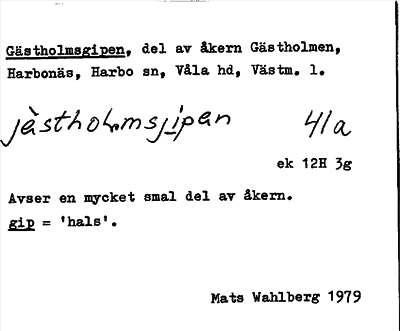 Gästholmsgipen, del av åkern Gästholmen,
Harbonäs, Harbo sn, Våla hd, Västm. l.
jästholmsjipen 41a
ek 12H 3g
Avser en mycket smal del av åkern.
gip = 'hals'.
Mats Wahlberg 1979